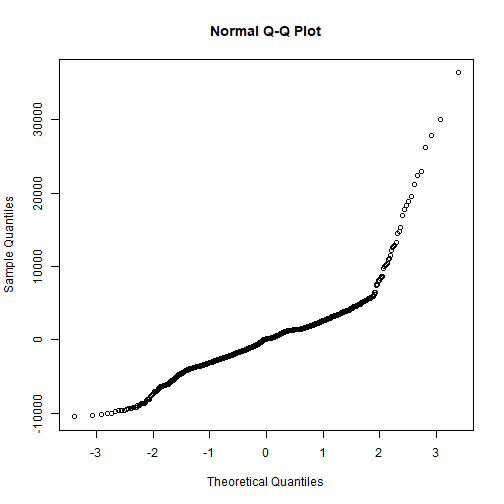 Normal Q-Q Plot
Sample Quantiles
30000
20000
10000
0
-10000
-3 -2 -1 0 1 2 3
Theoretical Quantiles